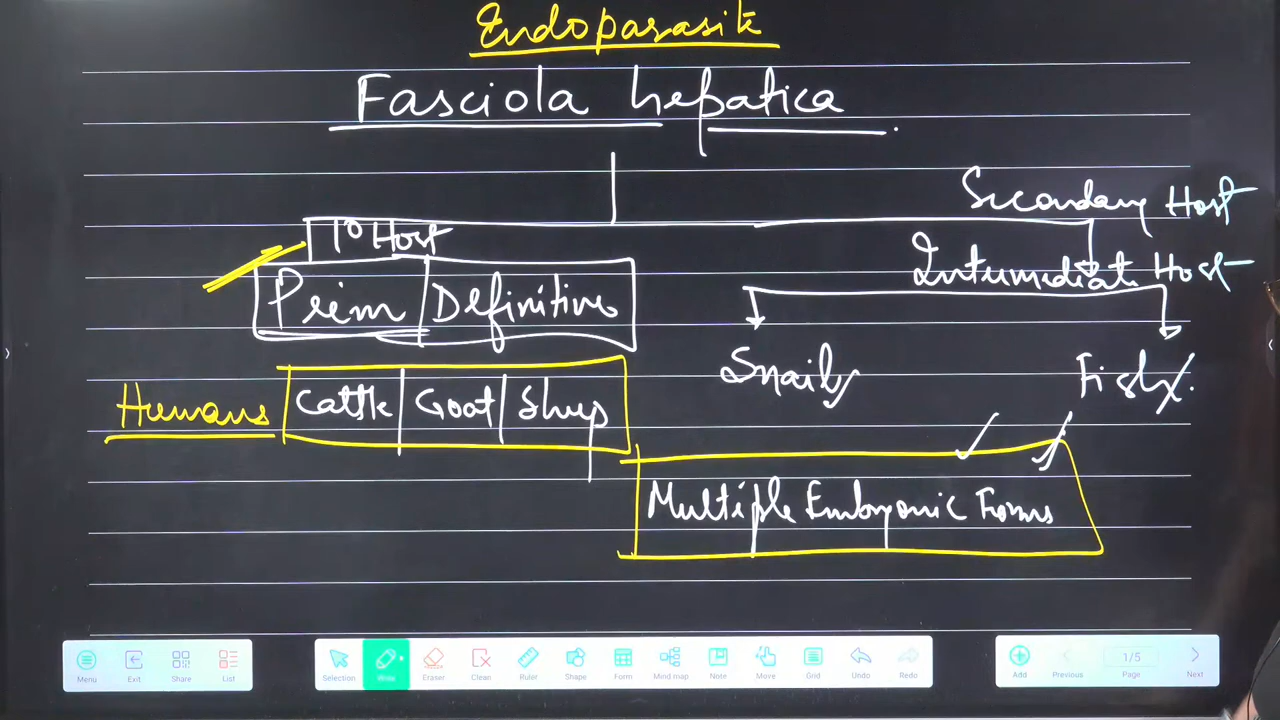 Endoparasite
Fasciola hepatica
Secondary Host
1º Host
Intermediate Host
Prim Definitive
Snails Fish
Humans Cattle Goat Sheep
Multiple Embryonic Forms
Menu Exit Share List Selection Eraser Clean Ruler Shape Form Mind map Note Move Grid Undo Redo Add Previous 1/5 Page Next